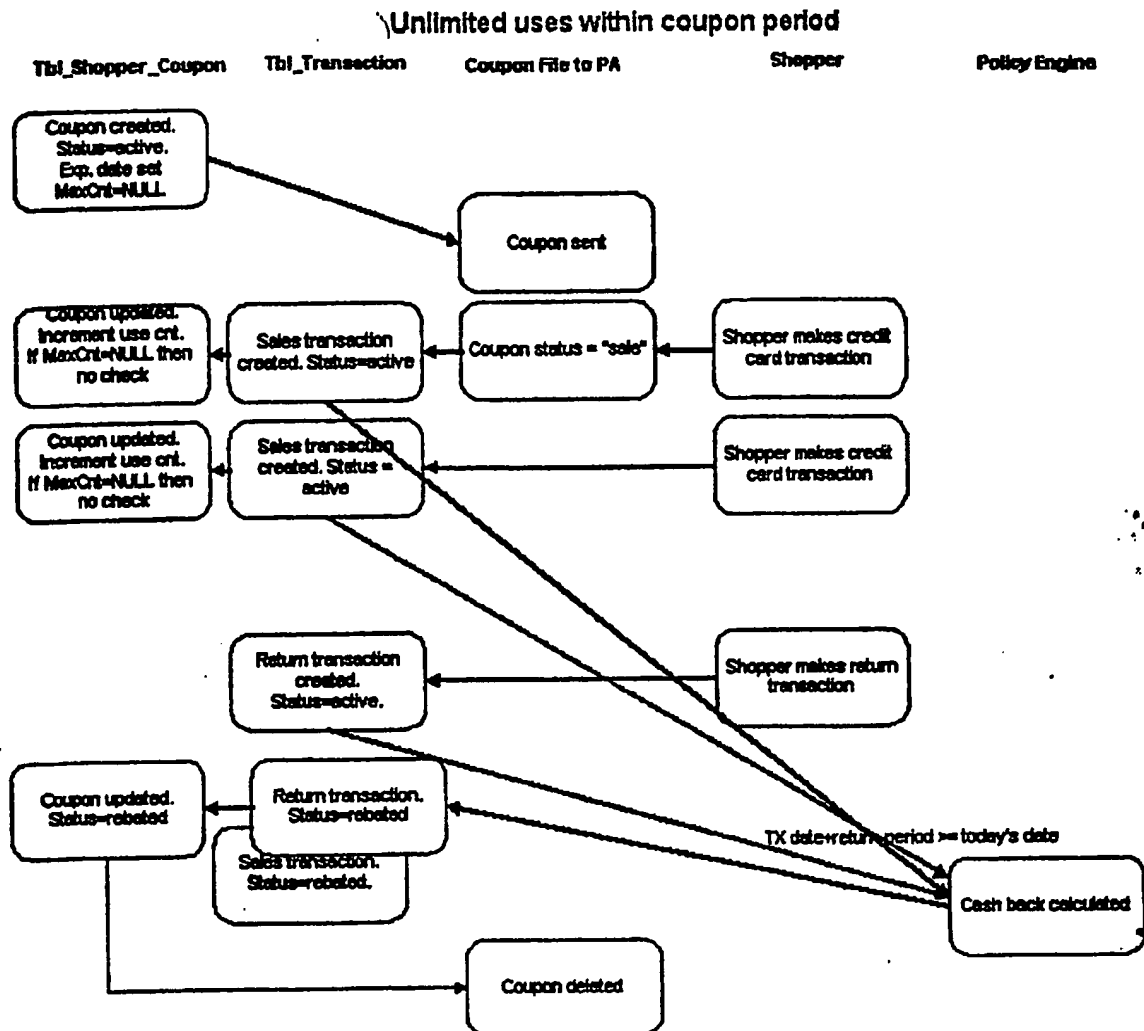 Unlimited uses within coupon period
Tbl_Shopper_Coupon Tbl_Transaction Coupon File to PA Shopper Policy Engine
Coupon created.
Status=active.
Exp. date set
MaxCnt=NULL
Coupon sent
Coupon updated.
Increment use cnt.
If MaxCnt=NULL then
no check
Sales transaction
created. Status=active
Coupon status = "sale"
Shopper makes credit
card transaction
Coupon updated.
Increment use cnt.
If MaxCnt=NULL then
no check
Sales transaction
created. Status =
active
Shopper makes credit
card transaction
Return transaction
created.
Status=active.
Shopper makes return
transaction
Coupon updated.
Status=rebated
Return transaction.
Status=rebated
Sales transaction.
Status=rebated.
TX date+return period >= today's date
Cash back calculated
Coupon deleted